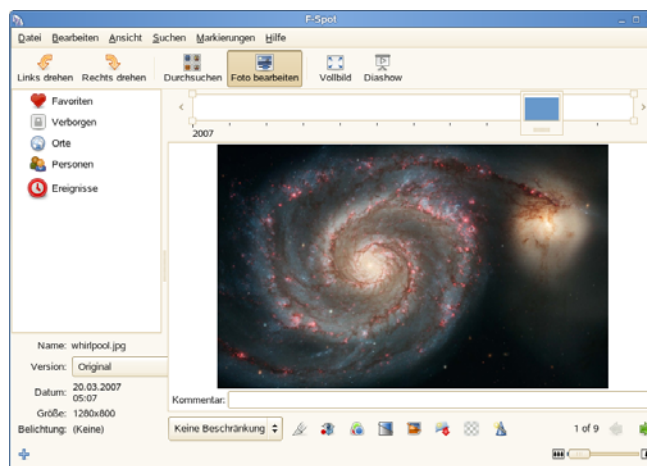 F-Spot
Datei Bearbeiten Ansicht Suchen Markierungen Hilfe
Links drehen Rechts drehen Durchsuchen Foto bearbeiten Vollbild Diashow
Favoriten
Verborgen
Orte
Personen
Ereignisse
2007
Name: whirlpool.jpg
Version: Original
Datum: 20.03.2007
05:07
Größe: 1280x800
Belichtung: (Keine)
Kommentar:
Keine Beschränkung
1 of 9